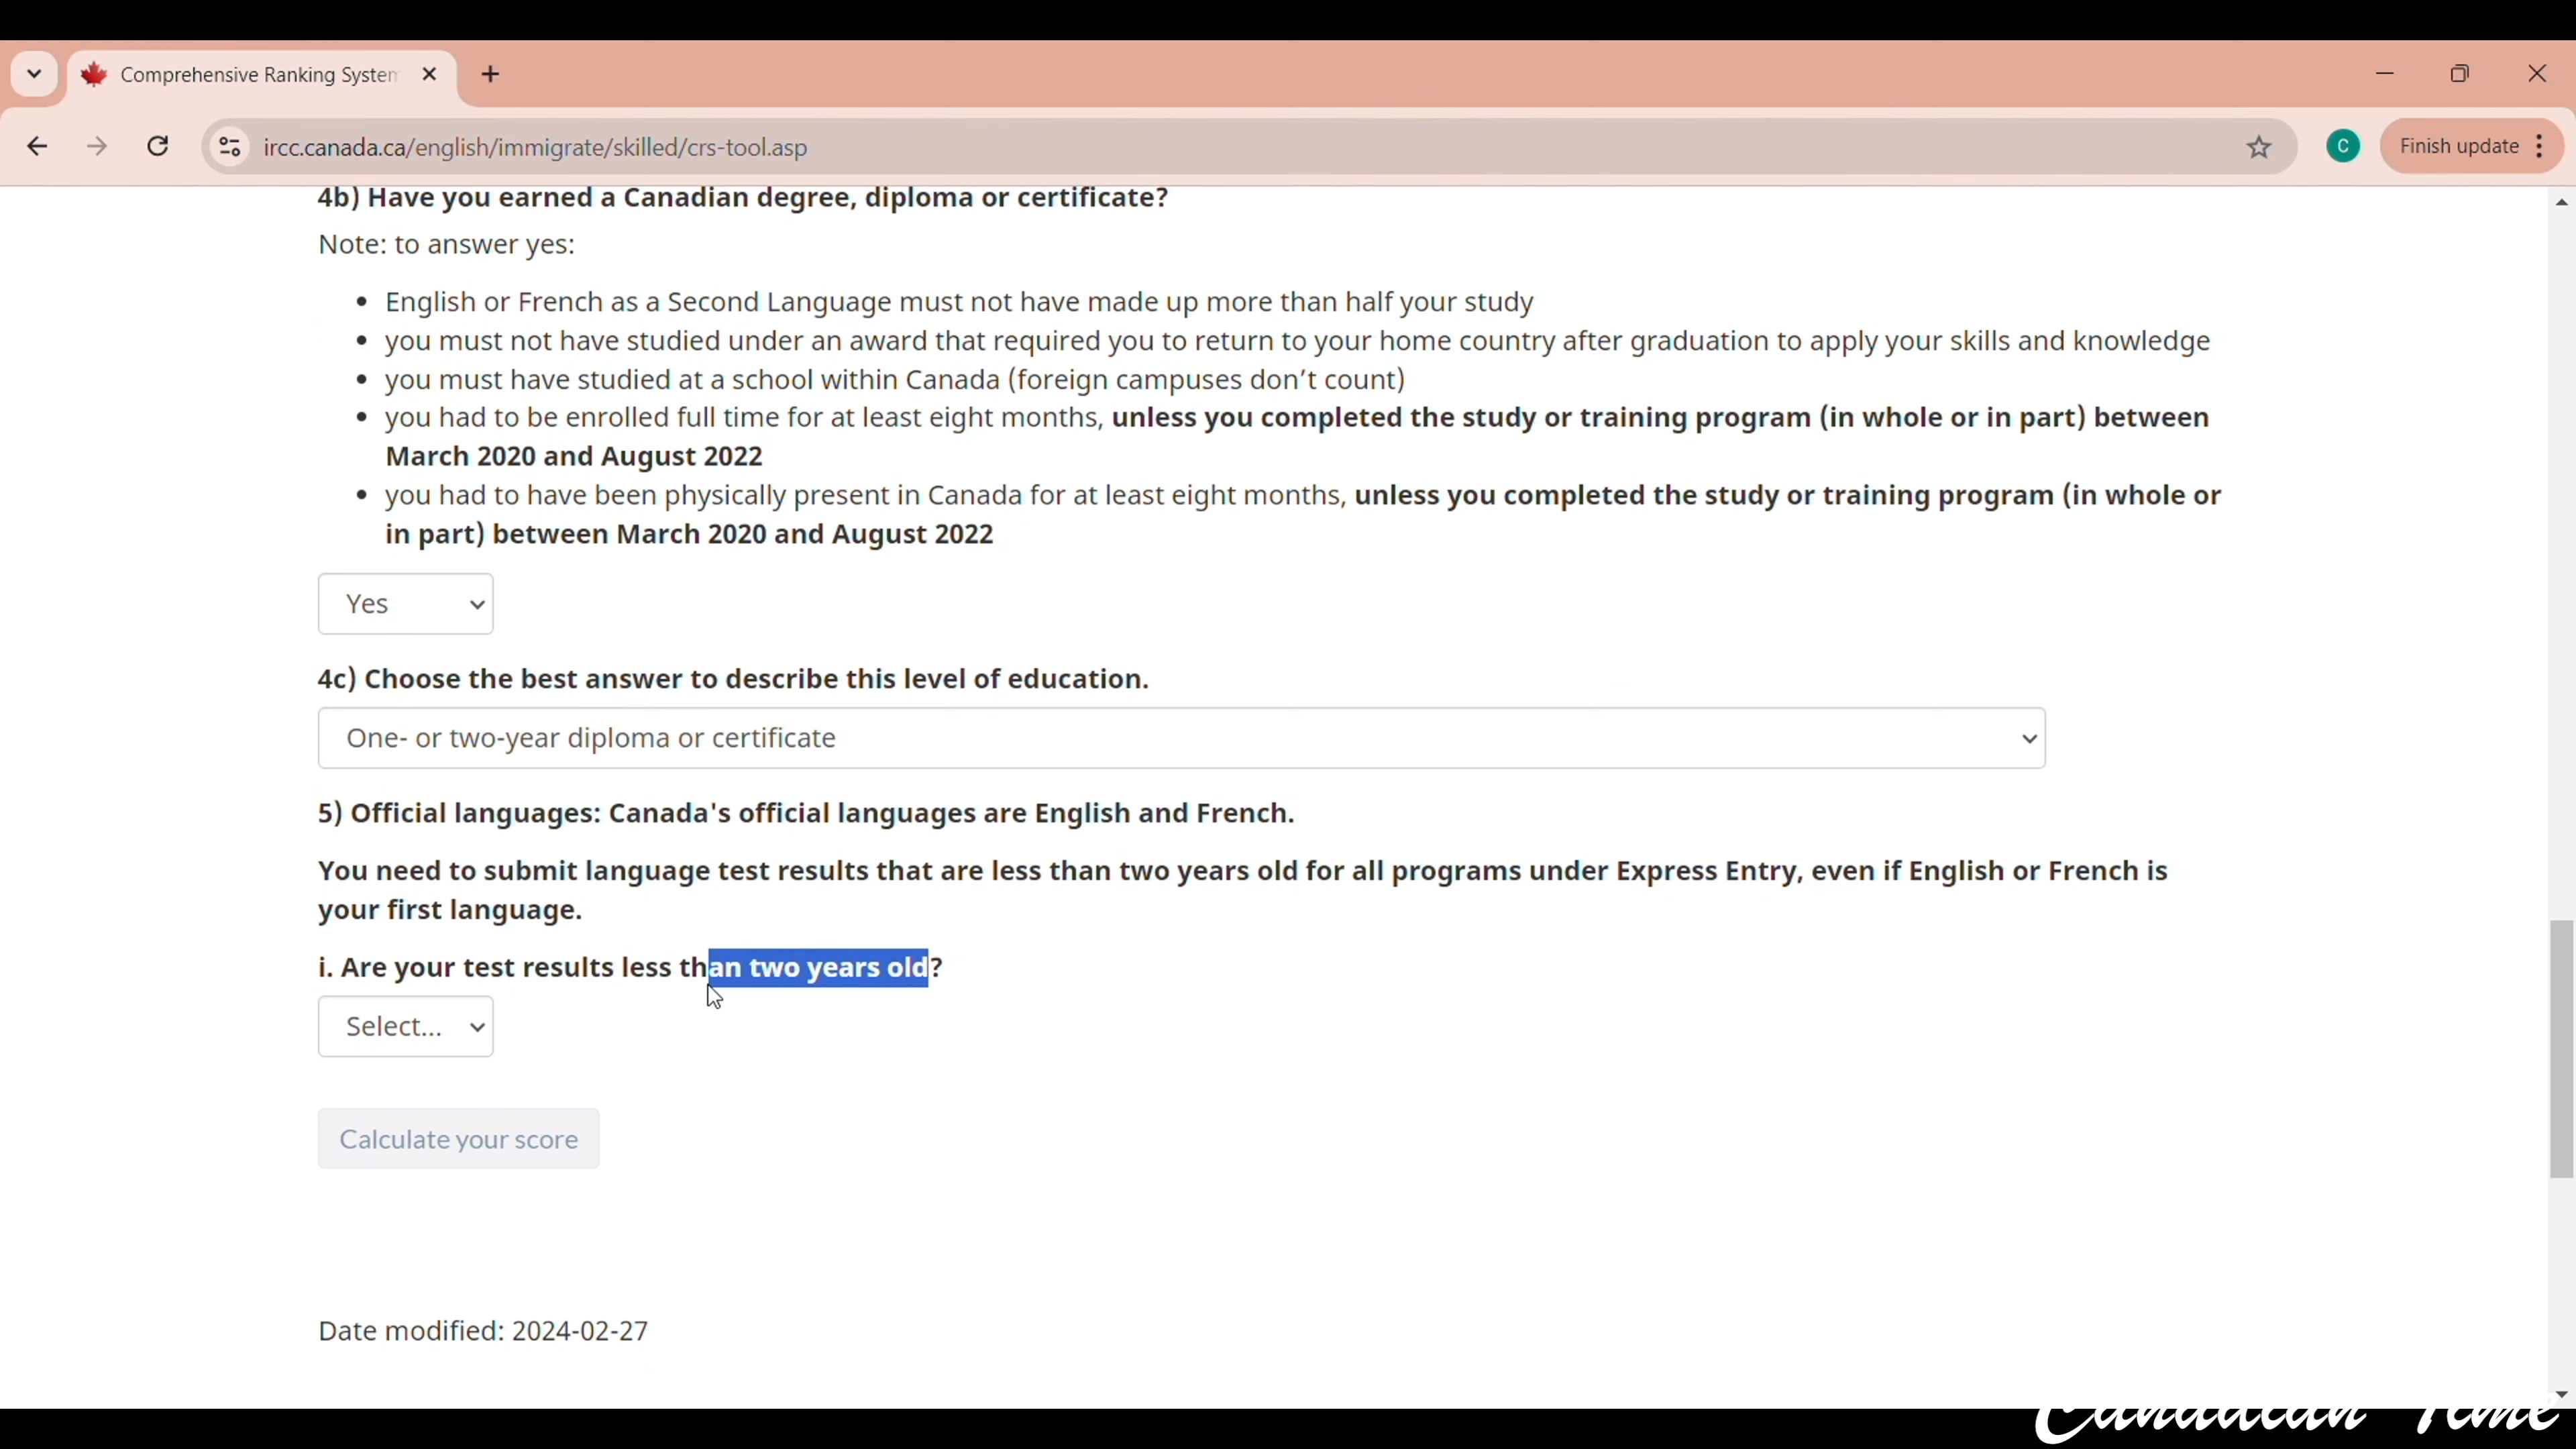 Comprehensive Ranking System
ircc.canada.ca/english/immigrate/skilled/crs-tool.asp
C
Finish update
4b) Have you earned a Canadian degree, diploma or certificate?
Note: to answer yes:
• English or French as a Second Language must not have made up more than half your study
• you must not have studied under an award that required you to return to your home country after graduation to apply your skills and knowledge
• you must have studied at a school within Canada (foreign campuses don’t count)
• you had to be enrolled full time for at least eight months, unless you completed the study or training program (in whole or in part) between
March 2020 and August 2022
• you had to have been physically present in Canada for at least eight months, unless you completed the study or training program (in whole or
in part) between March 2020 and August 2022
Yes
4c) Choose the best answer to describe this level of education.
One- or two-year diploma or certificate
5) Official languages: Canada's official languages are English and French.
You need to submit language test results that are less than two years old for all programs under Express Entry, even if English or French is
your first language.
i. Are your test results less than two years old?
Select...
Calculate your score
Date modified: 2024-02-27
Canadacan Time